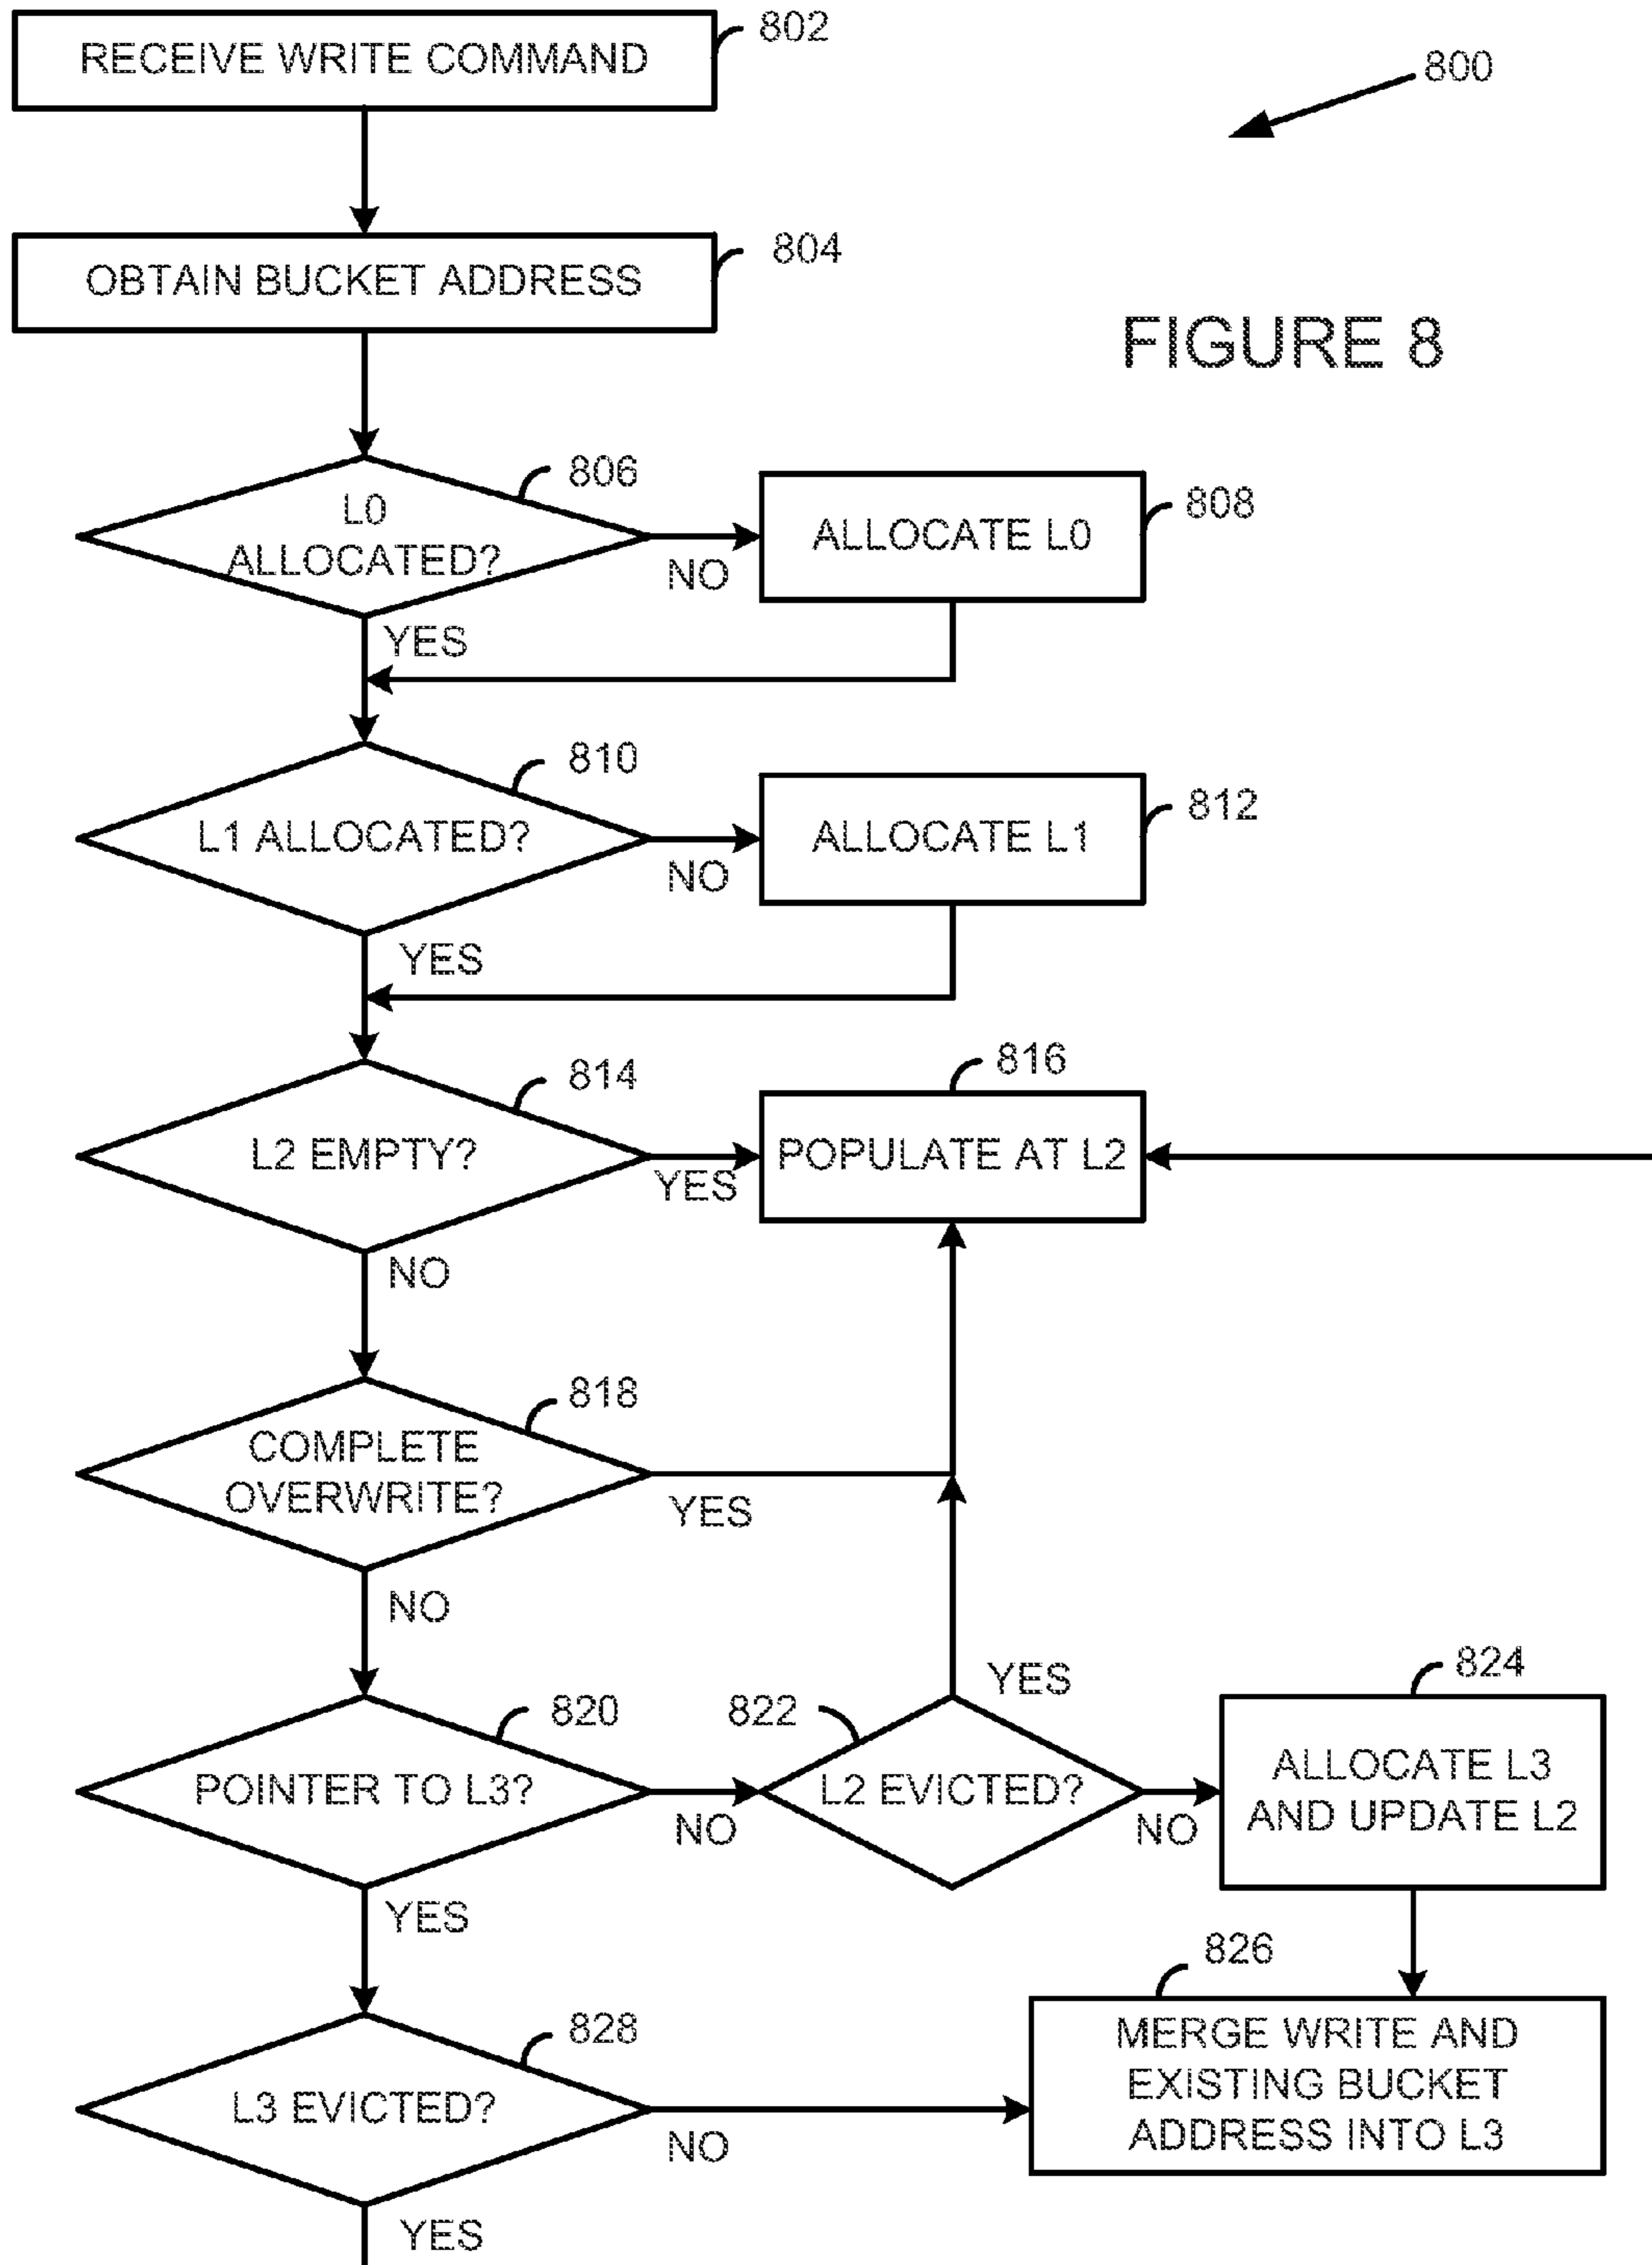 RECEIVE WRITE COMMAND
802
800
OBTAIN BUCKET ADDRESS
804
FIGURE 8
L0
ALLOCATED?
806
NO
ALLOCATE L0
808
YES
L1 ALLOCATED?
810
NO
ALLOCATE L1
812
YES
L2 EMPTY?
814
YES
POPULATE AT L2
816
NO
COMPLETE
OVERWRITE?
818
YES
NO
POINTER TO L3?
820
NO
822
L2 EVICTED?
YES
NO
824
ALLOCATE L3
AND UPDATE L2
YES
826
MERGE WRITE AND
EXISTING BUCKET
ADDRESS INTO L3
L3 EVICTED?
828
NO
YES